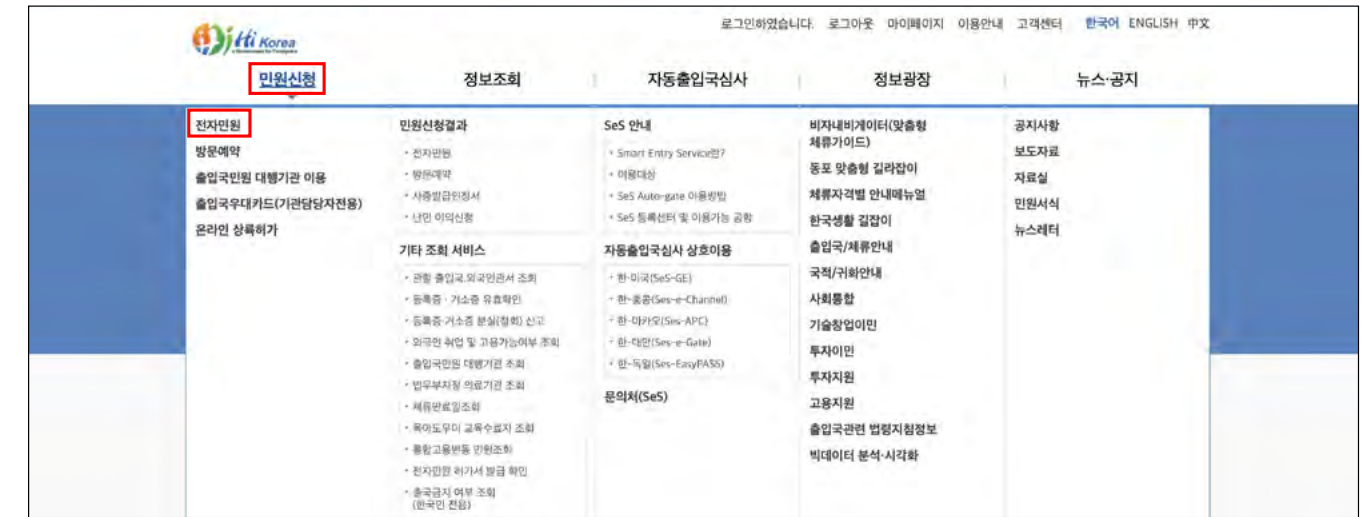 로그인하였습니다. 로그아웃 마이페이지 이용안내 고객센터 한국어 ENGLISH 中文
Hi Korea
민원신청 정보조회 자동출입국심사 정보광장 뉴스·공지
전자민원
방문예약
출입국민원 대행기관 이용
출입국우대카드(기관담당자전용)
온라인 상륙허가
민원신청결과
· 전자민원
· 방문예약
· 사증발급인정서
· 난민 이의신청
기타 조회 서비스
· 관할 출입국·외국인관서 조회
· 등록증·거소증 유효확인
· 등록증·거소증 분실(철회) 신고
· 외국인 취업 및 고용가능여부 조회
· 출입국민원 대행기관 조회
· 법무부지정 의료기관 조회
· 체류만료일조회
· 육아도우미 교육수료자 조회
· 통합고용변동 민원조회
· 전자민원 허가서 발급 확인
· 출국금지 여부 조회
(한국인 전용)
SeS 안내
· Smart Entry Service란?
· 이용대상
· SeS Auto-gate 이용방법
· SeS 등록센터 및 이용가능 공항
자동출입국심사 상호이용
· 한-미국(SeS-GE)
· 한-홍콩(Ses-e-Channel)
· 한-마카오(Ses-APC)
· 한-대만(Ses-e-Gate)
· 한-독일(Ses-EasyPASS)
문의처(SeS)
비자내비게이터(맞춤형
체류가이드)
동포 맞춤형 길라잡이
체류자격별 안내메뉴얼
한국생활 길잡이
출입국/체류안내
국적/귀화안내
사회통합
기술창업이민
투자이민
투자지원
고용지원
출입국관련 법령지침정보
빅데이터 분석·시각화
공지사항
보도자료
자료실
민원서식
뉴스레터